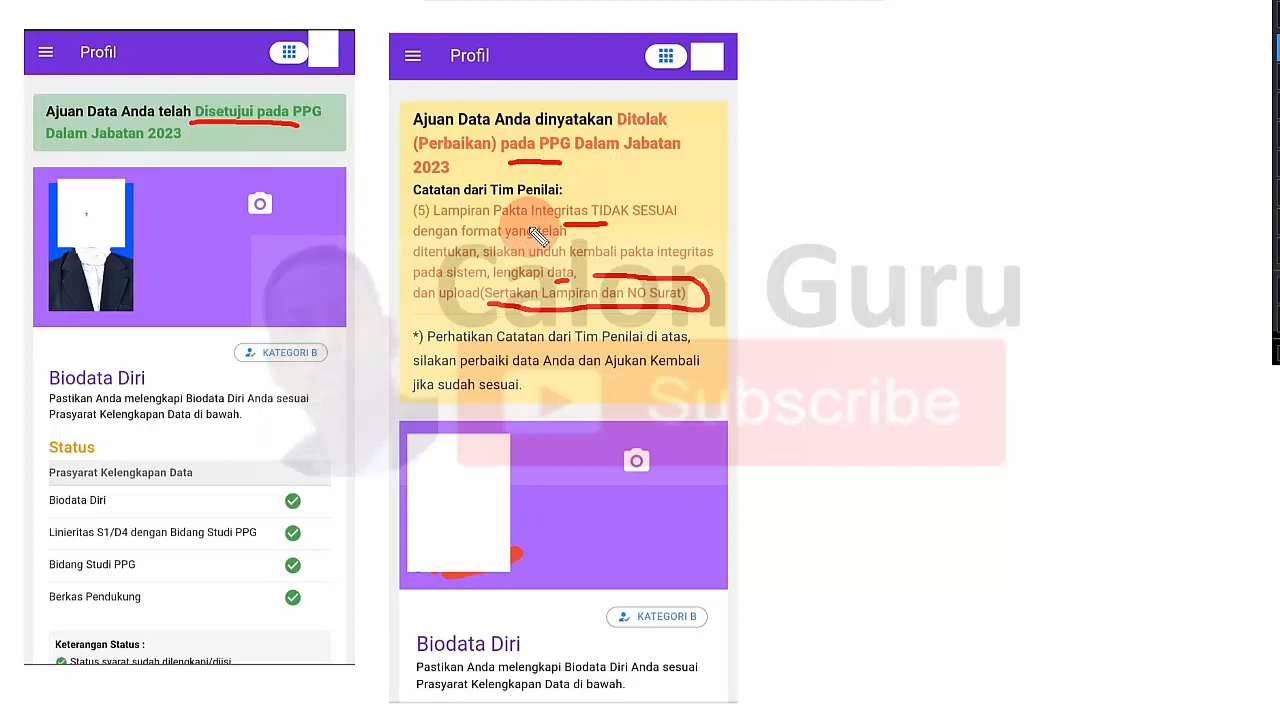 Profil
Ajuan Data Anda telah Disetujui pada PPG
Dalam Jabatan 2023
KATEGORI B
Biodata Diri
Pastikan Anda melengkapi Biodata Diri Anda sesuai
Prasyarat Kelengkapan Data di bawah.
Status
Prasyarat Kelengkapan Data
Biodata Diri
Linieritas S1/D4 dengan Bidang Studi PPG
Bidang Studi PPG
Berkas Pendukung
Keterangan Status :
Status syarat sudah dilengkapi/diisi
Profil
Ajuan Data Anda dinyatakan Ditolak
(Perbaikan) pada PPG Dalam Jabatan
2023
Catatan dari Tim Penilai:
(5) Lampiran Pakta Integritas TIDAK SESUAI
dengan format yang telah
ditentukan, silakan unduh kembali pakta integritas
pada sistem, lengkapi data,
dan upload(Sertakan Lampiran dan NO Surat)
*) Perhatikan Catatan dari Tim Penilai di atas,
silakan perbaiki data Anda dan Ajukan Kembali
jika sudah sesuai.
KATEGORI B
Biodata Diri
Pastikan Anda melengkapi Biodata Diri Anda sesuai
Prasyarat Kelengkapan Data di bawah.
Calon Guru
Subscribe